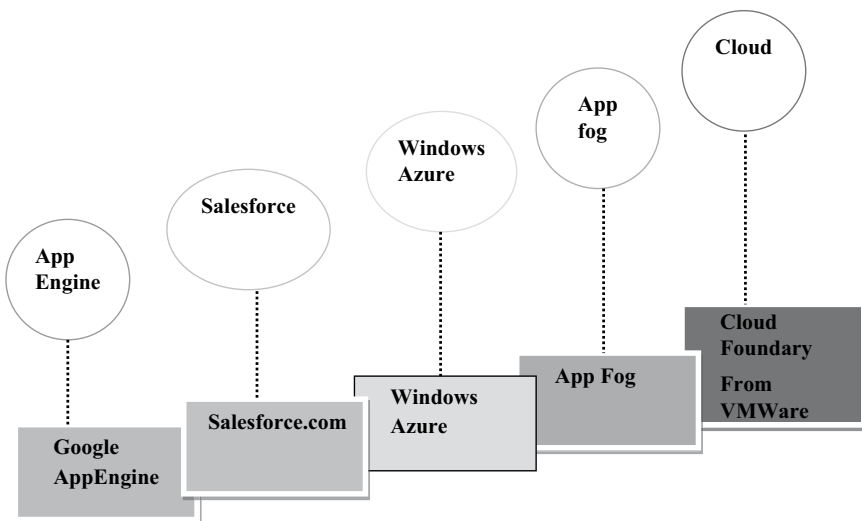 Cloud
App
fog
Windows
Azure
Salesforce
App
Engine
Cloud
Foundary
From
VMWare
App Fog
Windows
Azure
Salesforce.com
Google
AppEngine